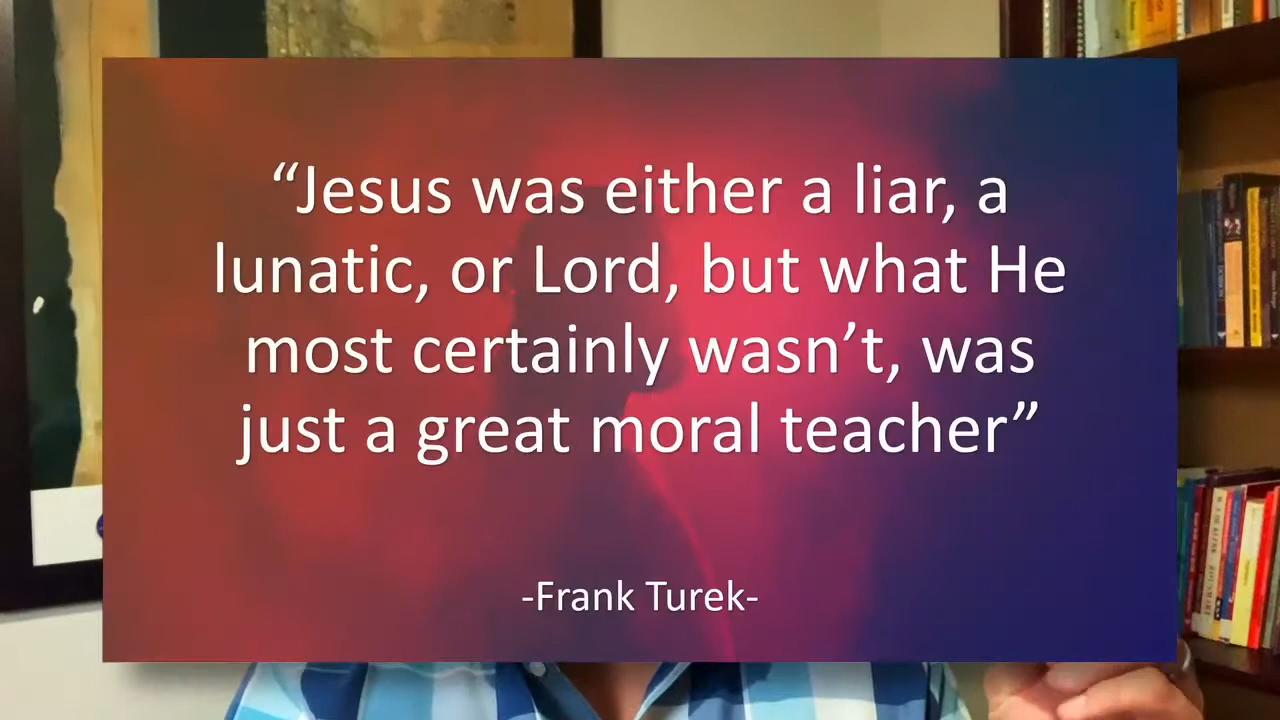 “Jesus was either a liar, a
lunatic, or Lord, but what He
most certainly wasn’t, was
just a great moral teacher”
-Frank Turek-